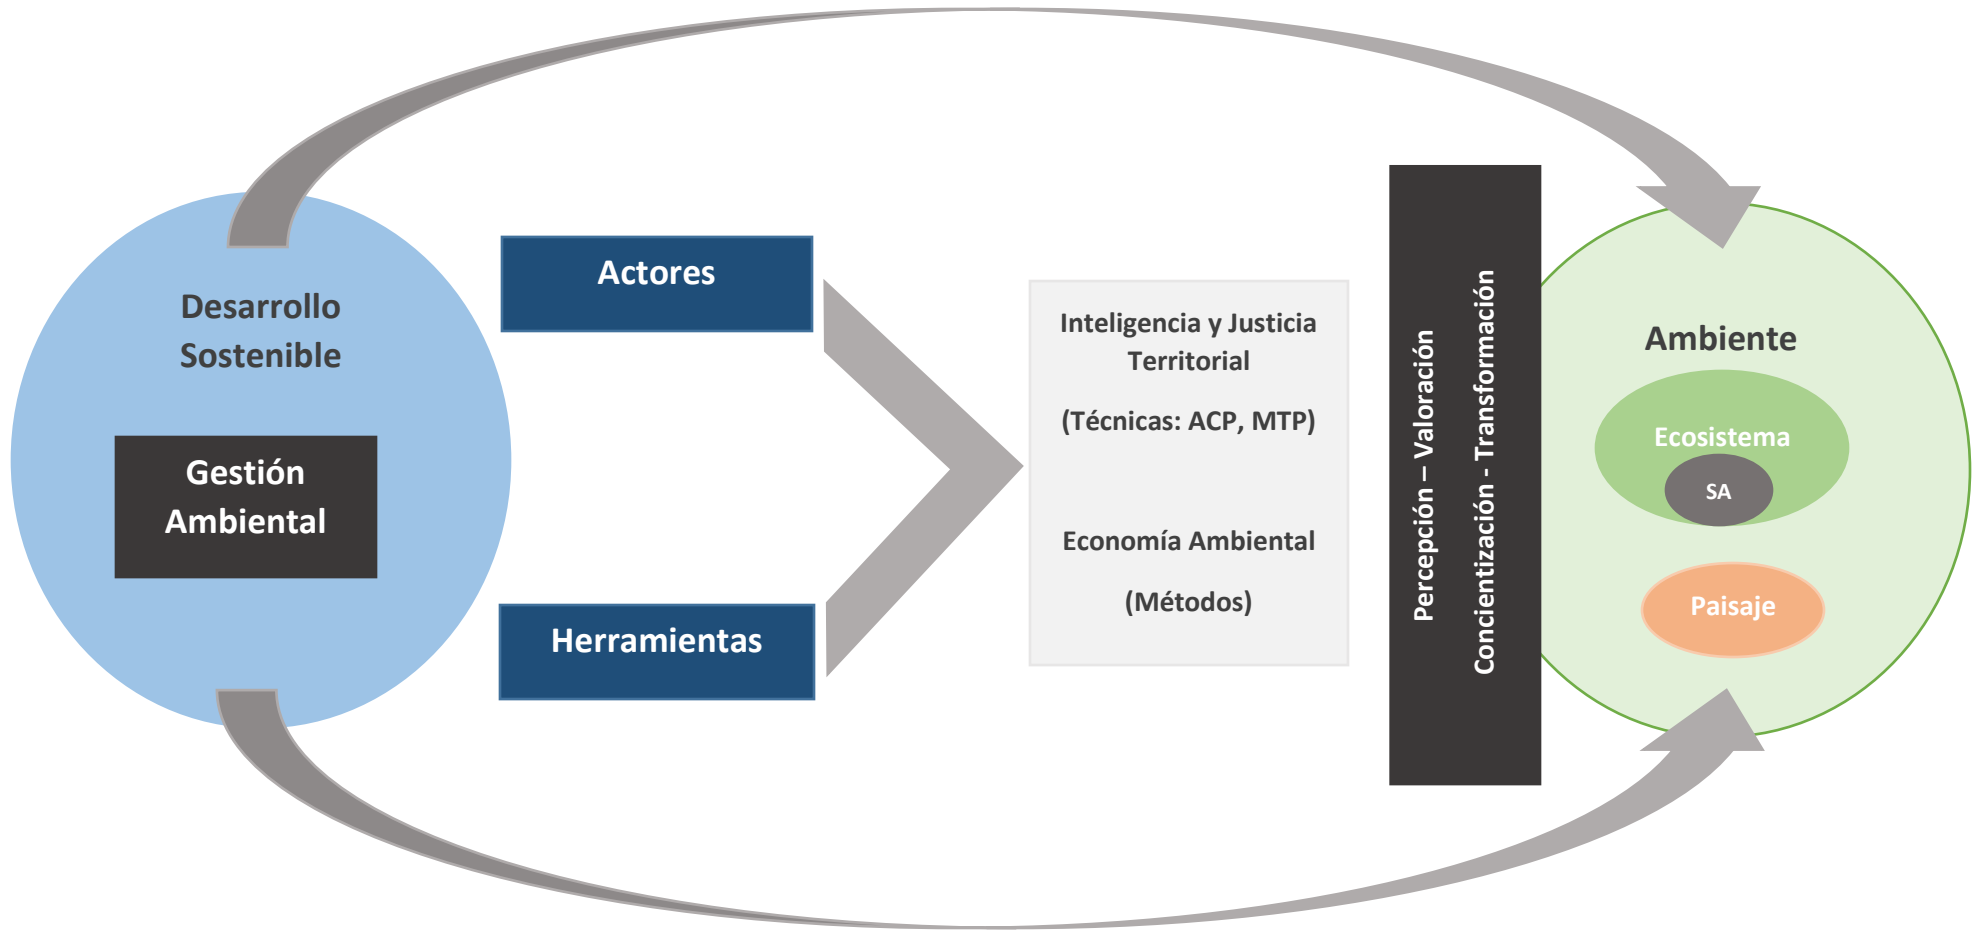 Desarrollo
Sostenible
Gestión
Ambiental
Actores
Herramientas
Inteligencia y Justicia
Territorial
(Técnicas: ACP, MTP)
Economía Ambiental
(Métodos)
Percepción – Valoración
Concientización - Transformación
Ambiente
Ecosistema
SA
Paisaje